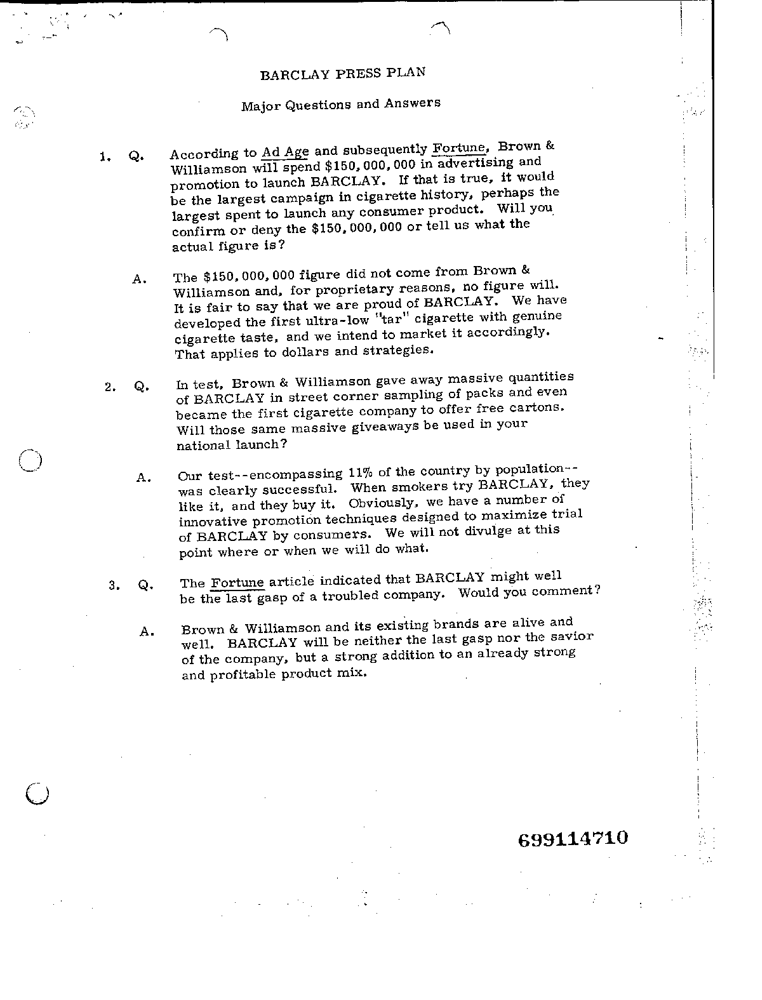 BARCLAY PRESS PLAN
Major Questions and Answers
1. Q. According to Ad Age and subsequently Fortune, Brown &
Williamson will spend $150,000,000 in advertising and
promotion to launch BARCLAY. If that is true, it would
be the largest campaign in cigarette history, perhaps the
largest spent to launch any consumer product. Will you
confirm or deny the $150,000,000 or tell us what the
actual figure is?
A. The $150,000,000 figure did not come from Brown &
Williamson and, for proprietary reasons, no figure will.
It is fair to say that we are proud of BARCLAY. We have
developed the first ultra-low "tar" cigarette with genuine
cigarette taste, and we intend to market it accordingly.
That applies to dollars and strategies.
2. Q. In test, Brown & Williamson gave away massive quantities
of BARCLAY in street corner sampling of packs and even
became the first cigarette company to offer free cartons.
Will those same massive giveaways be used in your
national launch?
A. Our test--encompassing 11% of the country by population--
was clearly successful. When smokers try BARCLAY, they
like it, and they buy it. Obviously, we have a number of
innovative promotion techniques designed to maximize trial
of BARCLAY by consumers. We will not divulge at this
point where or when we will do what.
3. Q. The Fortune article indicated that BARCLAY might well
be the last gasp of a troubled company. Would you comment?
A. Brown & Williamson and its existing brands are alive and
well. BARCLAY will be neither the last gasp nor the savior
of the company, but a strong addition to an already strong
and profitable product mix.
699114710